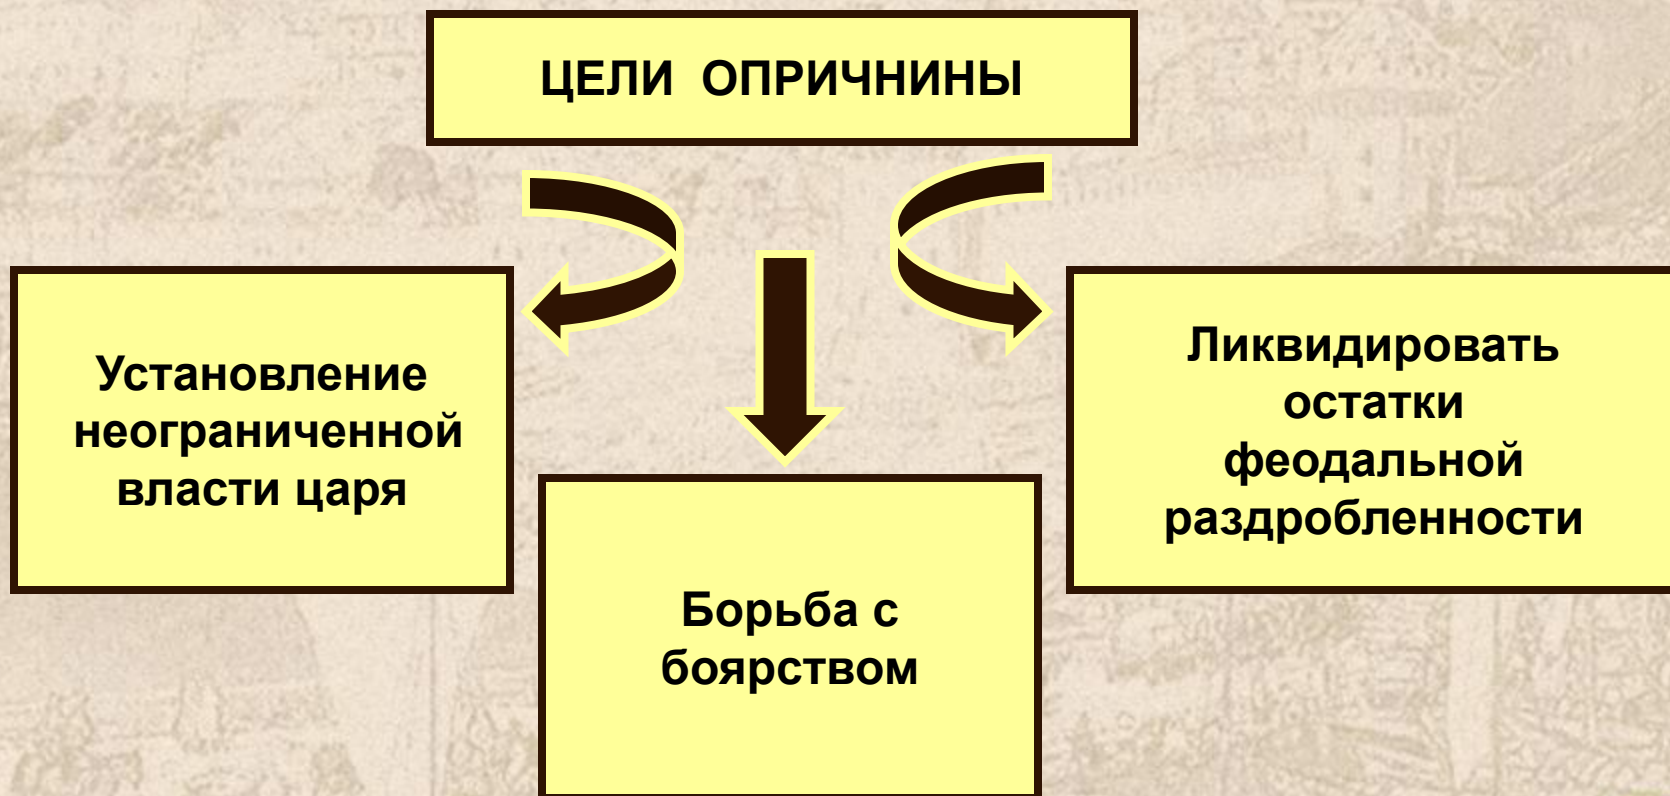 ЦЕЛИ ОПРИЧНИНЫ
Установление
неограниченной
власти царя
Борьба с
боярством
Ликвидировать
остатки
феодальной
раздробленности